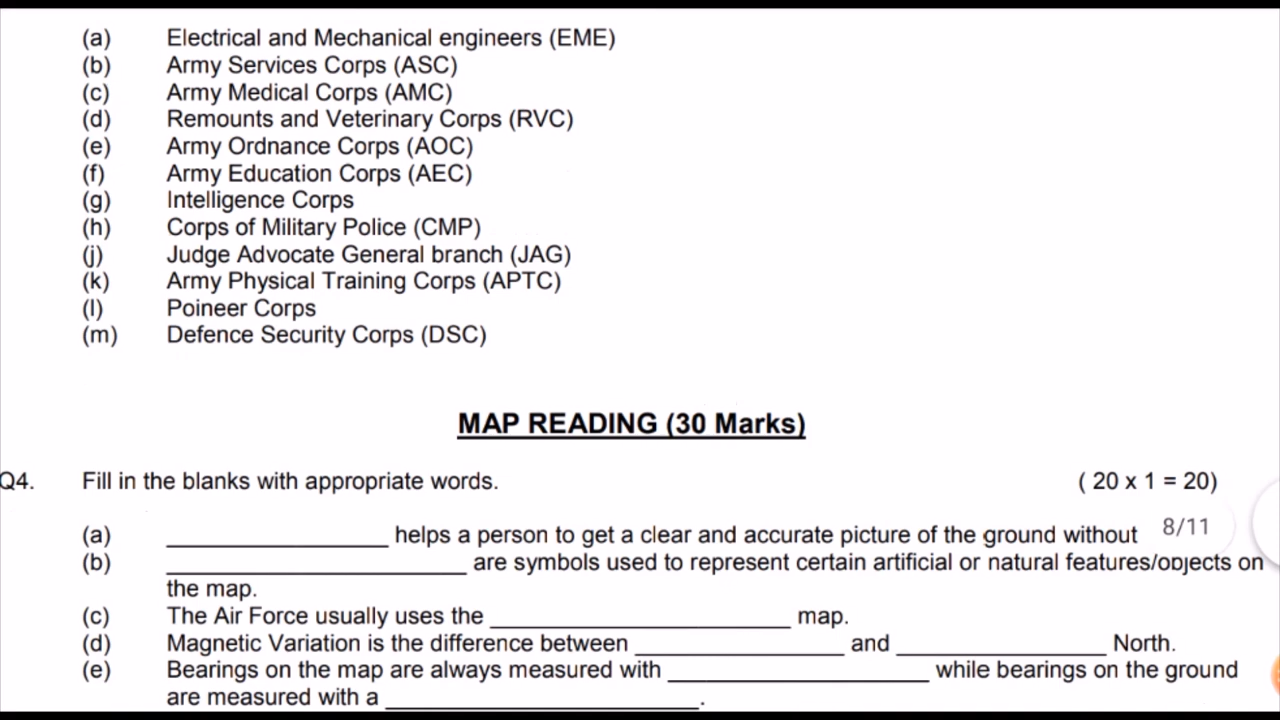 (a) Electrical and Mechanical engineers (EME)
(b) Army Services Corps (ASC)
(c) Army Medical Corps (AMC)
(d) Remounts and Veterinary Corps (RVC)
(e) Army Ordnance Corps (AOC)
(f) Army Education Corps (AEC)
(g) Intelligence Corps
(h) Corps of Military Police (CMP)
(j) Judge Advocate General branch (JAG)
(k) Army Physical Training Corps (APTC)
(l) Poineer Corps
(m) Defence Security Corps (DSC)
MAP READING (30 Marks)
Q4. Fill in the blanks with appropriate words. ( 20 x 1 = 20)
(a) __________________ helps a person to get a clear and accurate picture of the ground without 8/11
(b) ________________________ are symbols used to represent certain artificial or natural features/objects on
the map.
(c) The Air Force usually uses the ________________________ map.
(d) Magnetic Variation is the difference between _________________ and _________________ North.
(e) Bearings on the map are always measured with _____________________ while bearings on the ground
are measured with a _________________________.